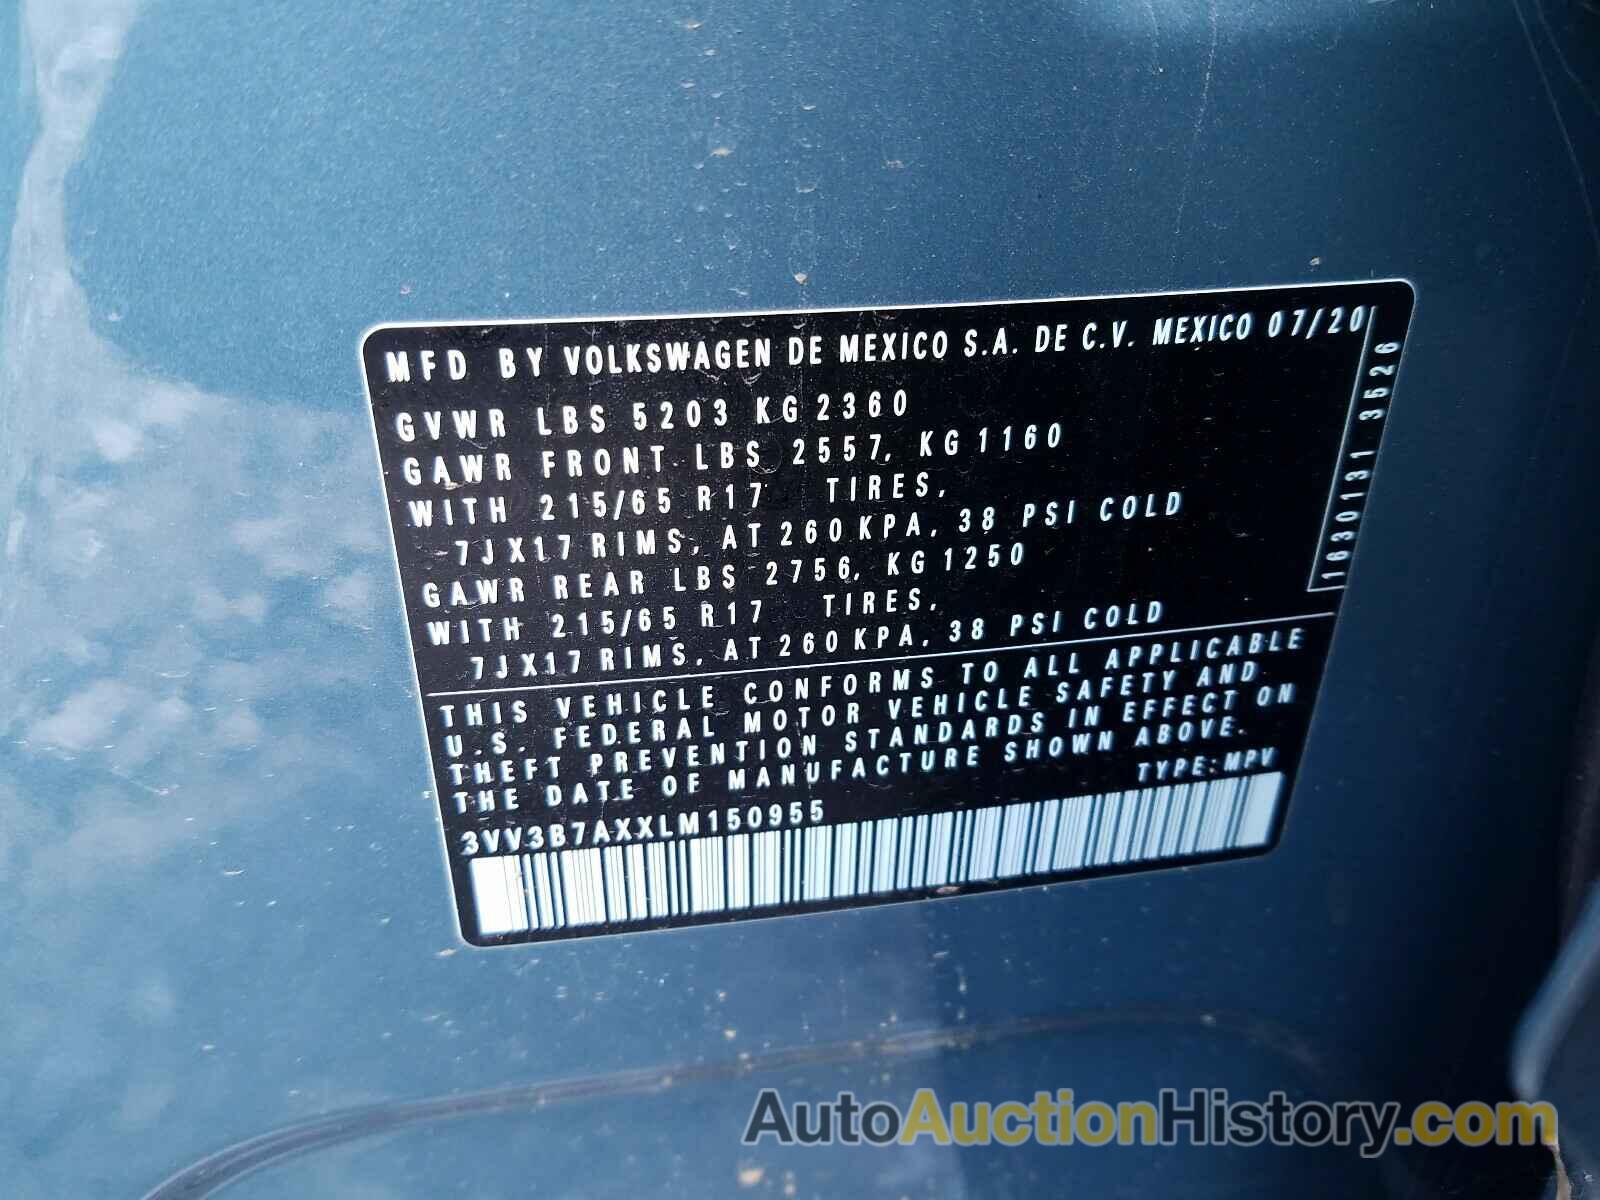 MFD BY VOLKSWAGEN DE MEXICO S.A. DE C.V. MEXICO 07/20
GVWR LBS 5203 KG 2360
GAWR FRONT LBS 2557, KG 1160
WITH 215/65 R17 TIRES,
7JX17 RIMS, AT 260 KPA, 38 PSI COLD
GAWR REAR LBS 2756, KG 1250
WITH 215/65 R17 TIRES,
7JX17 RIMS, AT 260 KPA, 38 PSI COLD
1630131 3526
THIS VEHICLE CONFORMS TO ALL APPLICABLE
U.S. FEDERAL MOTOR VEHICLE SAFETY AND
THEFT PREVENTION STANDARDS IN EFFECT ON
THE DATE OF MANUFACTURE SHOWN ABOVE.
TYPE: MPV
3VV3B7AXXLM150955
AutoAuctionHistory.com